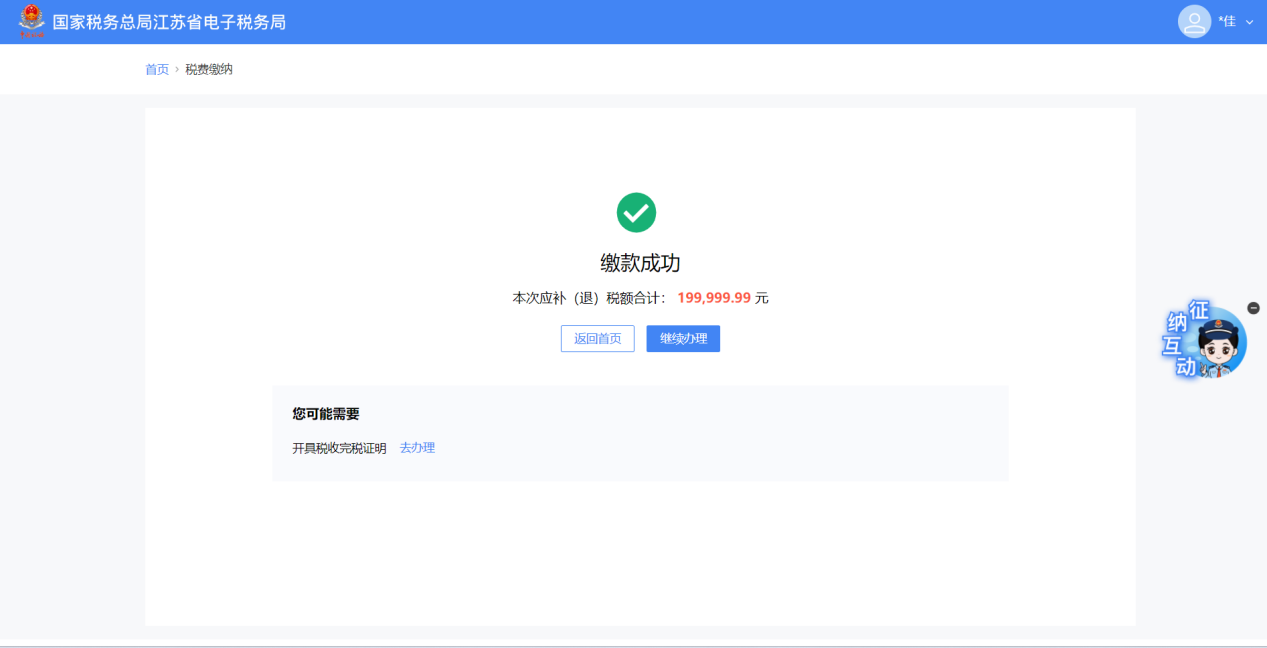 国家税务总局江苏省电子税务局
*佳
首页 > 税费缴纳
缴款成功
本次应补（退）税额合计： 199,999.99 元
返回首页 继续办理
征纳互动
您可能需要
开具税收完税证明 去办理